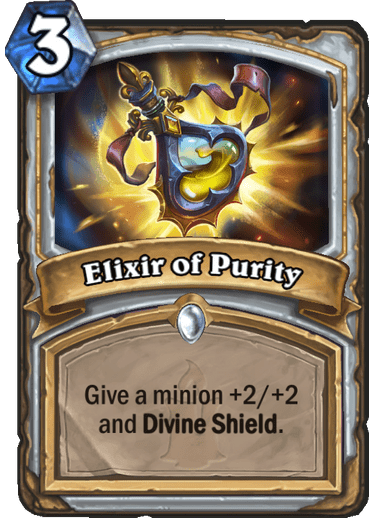 3
Elixir of Purity
Give a minion +2/+2
and Divine Shield.